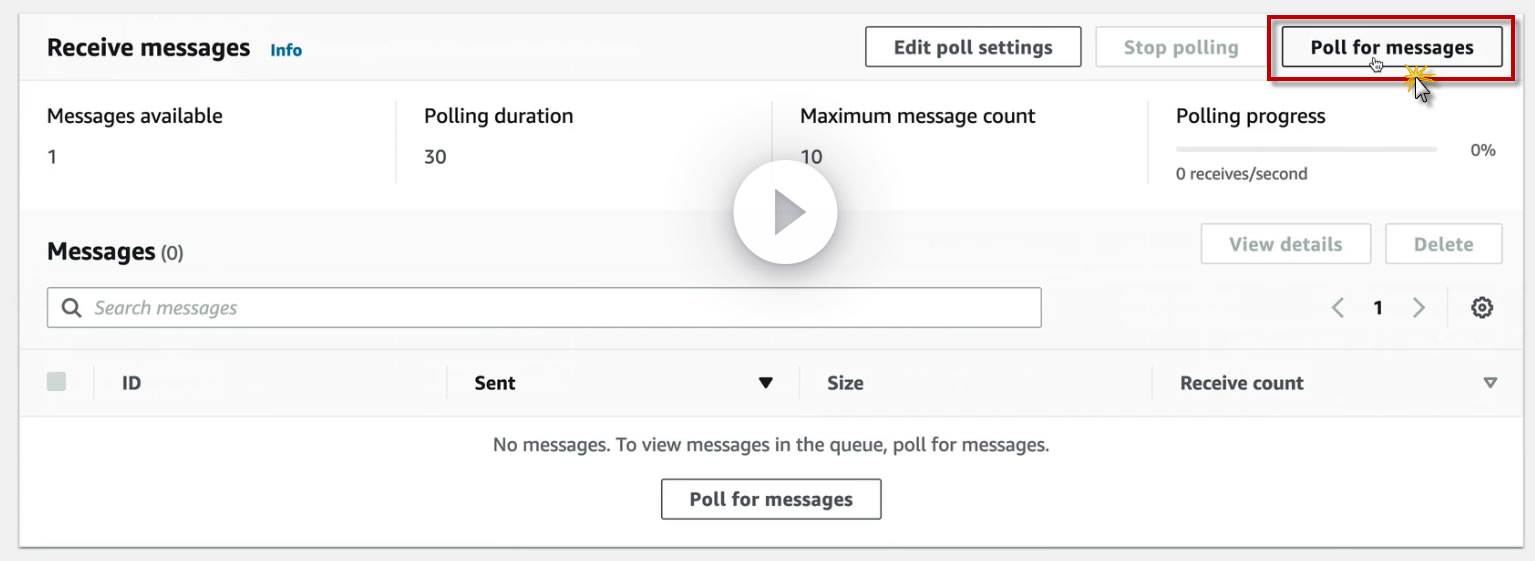 Receive messages Info
Edit poll settings Stop polling Poll for messages
Messages available Polling duration Maximum message count Polling progress
1 30 10 0%
0 receives/second
Messages (0) View details Delete
Search messages 1
ID Sent Size Receive count
No messages. To view messages in the queue, poll for messages.
Poll for messages